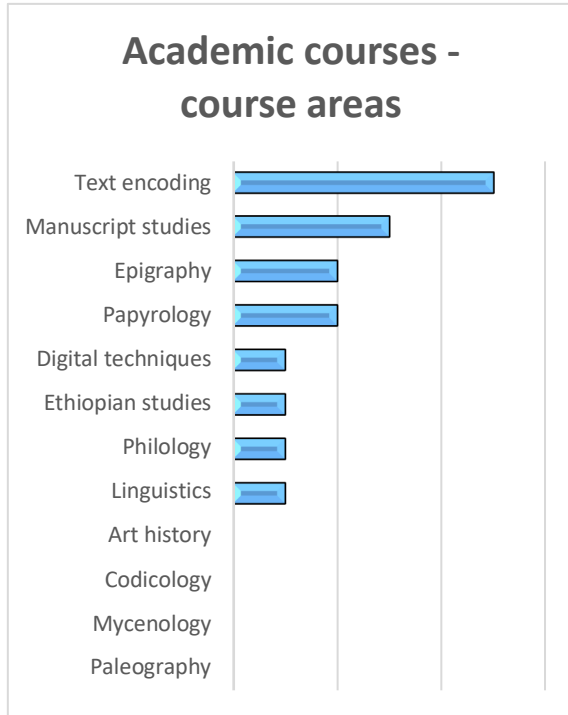 Academic courses -
course areas
Text encoding
Manuscript studies
Epigraphy
Papyrology
Digital techniques
Ethiopian studies
Philology
Linguistics
Art history
Codicology
Mycenology
Paleography